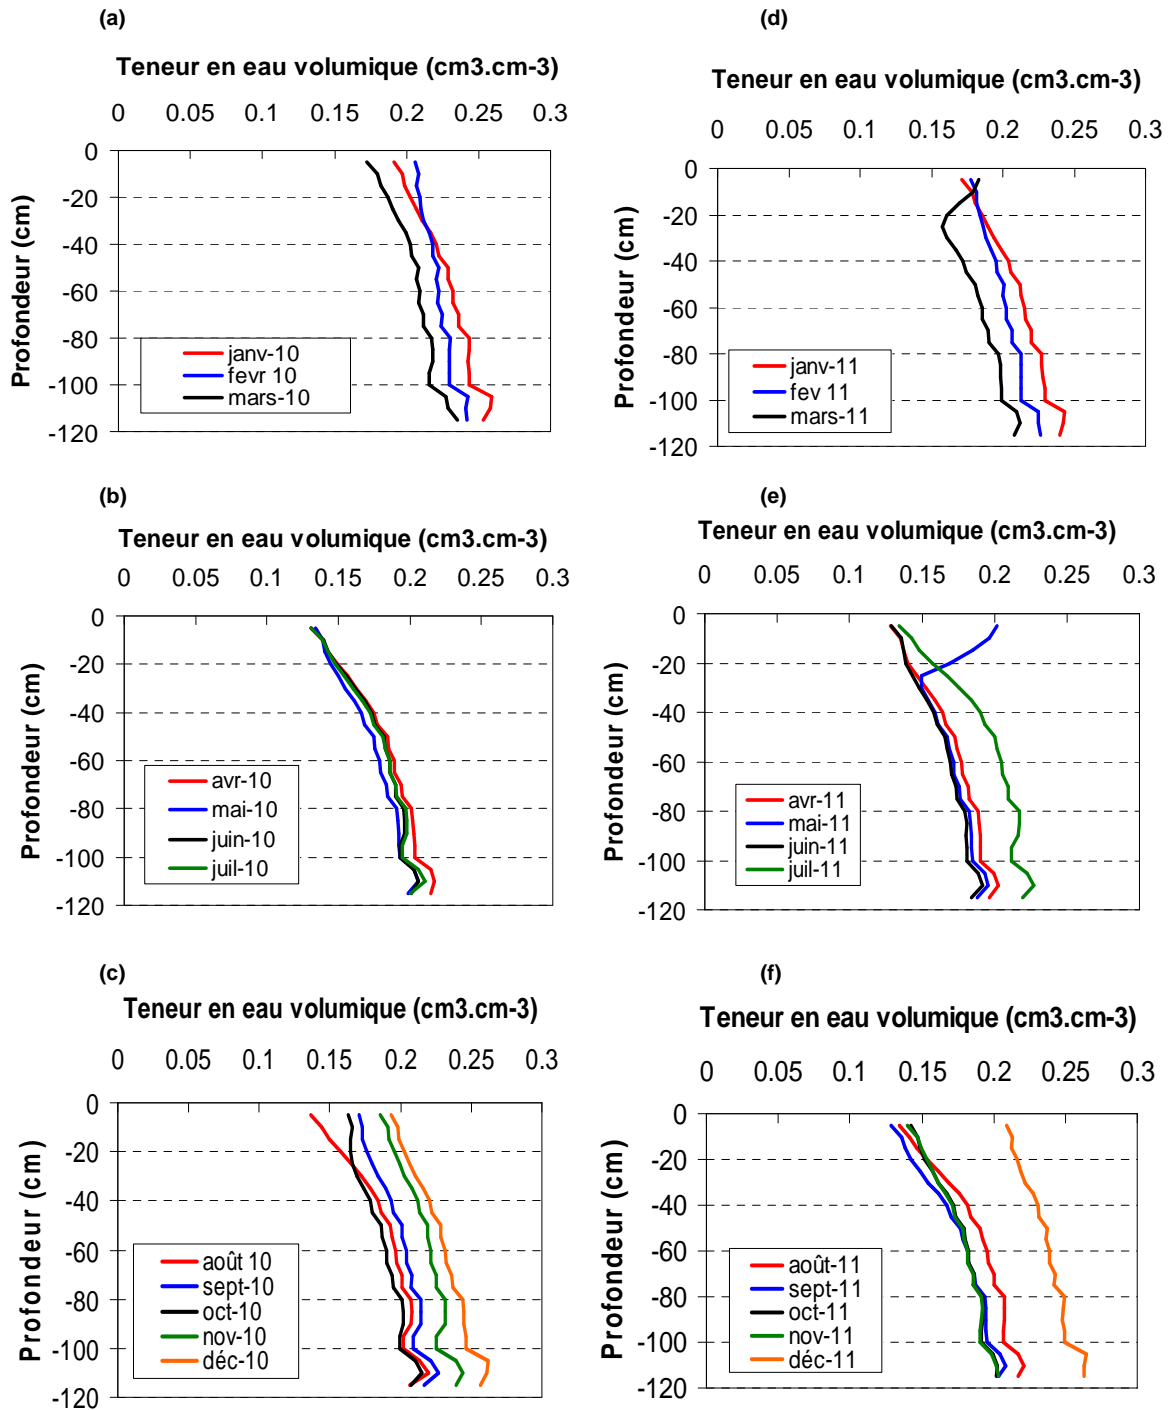 (a)
Teneur en eau volumique (cm3.cm-3)
0 0.05 0.1 0.15 0.2 0.25 0.3
Profondeur (cm)
0
-20
-40
-60
-80
-100
-120
janv-10
fevr 10
mars-10
(d)
Teneur en eau volumique (cm3.cm-3)
0 0.05 0.1 0.15 0.2 0.25 0.3
Profondeur (cm)
0
-20
-40
-60
-80
-100
-120
janv-11
fev 11
mars-11
(b)
Teneur en eau volumique (cm3.cm-3)
0 0.05 0.1 0.15 0.2 0.25 0.3
Profondeur (cm)
0
-20
-40
-60
-80
-100
-120
avr-10
mai-10
juin-10
juil-10
(e)
Teneur en eau volumique (cm3.cm-3)
0 0.05 0.1 0.15 0.2 0.25 0.3
Profondeur (cm)
0
-20
-40
-60
-80
-100
-120
avr-11
mai-11
juin-11
juil-11
(c)
Teneur en eau volumique (cm3.cm-3)
0 0.05 0.1 0.15 0.2 0.25 0.3
Profondeur (cm)
0
-20
-40
-60
-80
-100
-120
août 10
sept-10
oct-10
nov-10
déc-10
(f)
Teneur en eau volumique (cm3.cm-3)
0 0.05 0.1 0.15 0.2 0.25 0.3
Profondeur (cm)
0
-20
-40
-60
-80
-100
-120
août-11
sept-11
oct-11
nov-11
déc-11